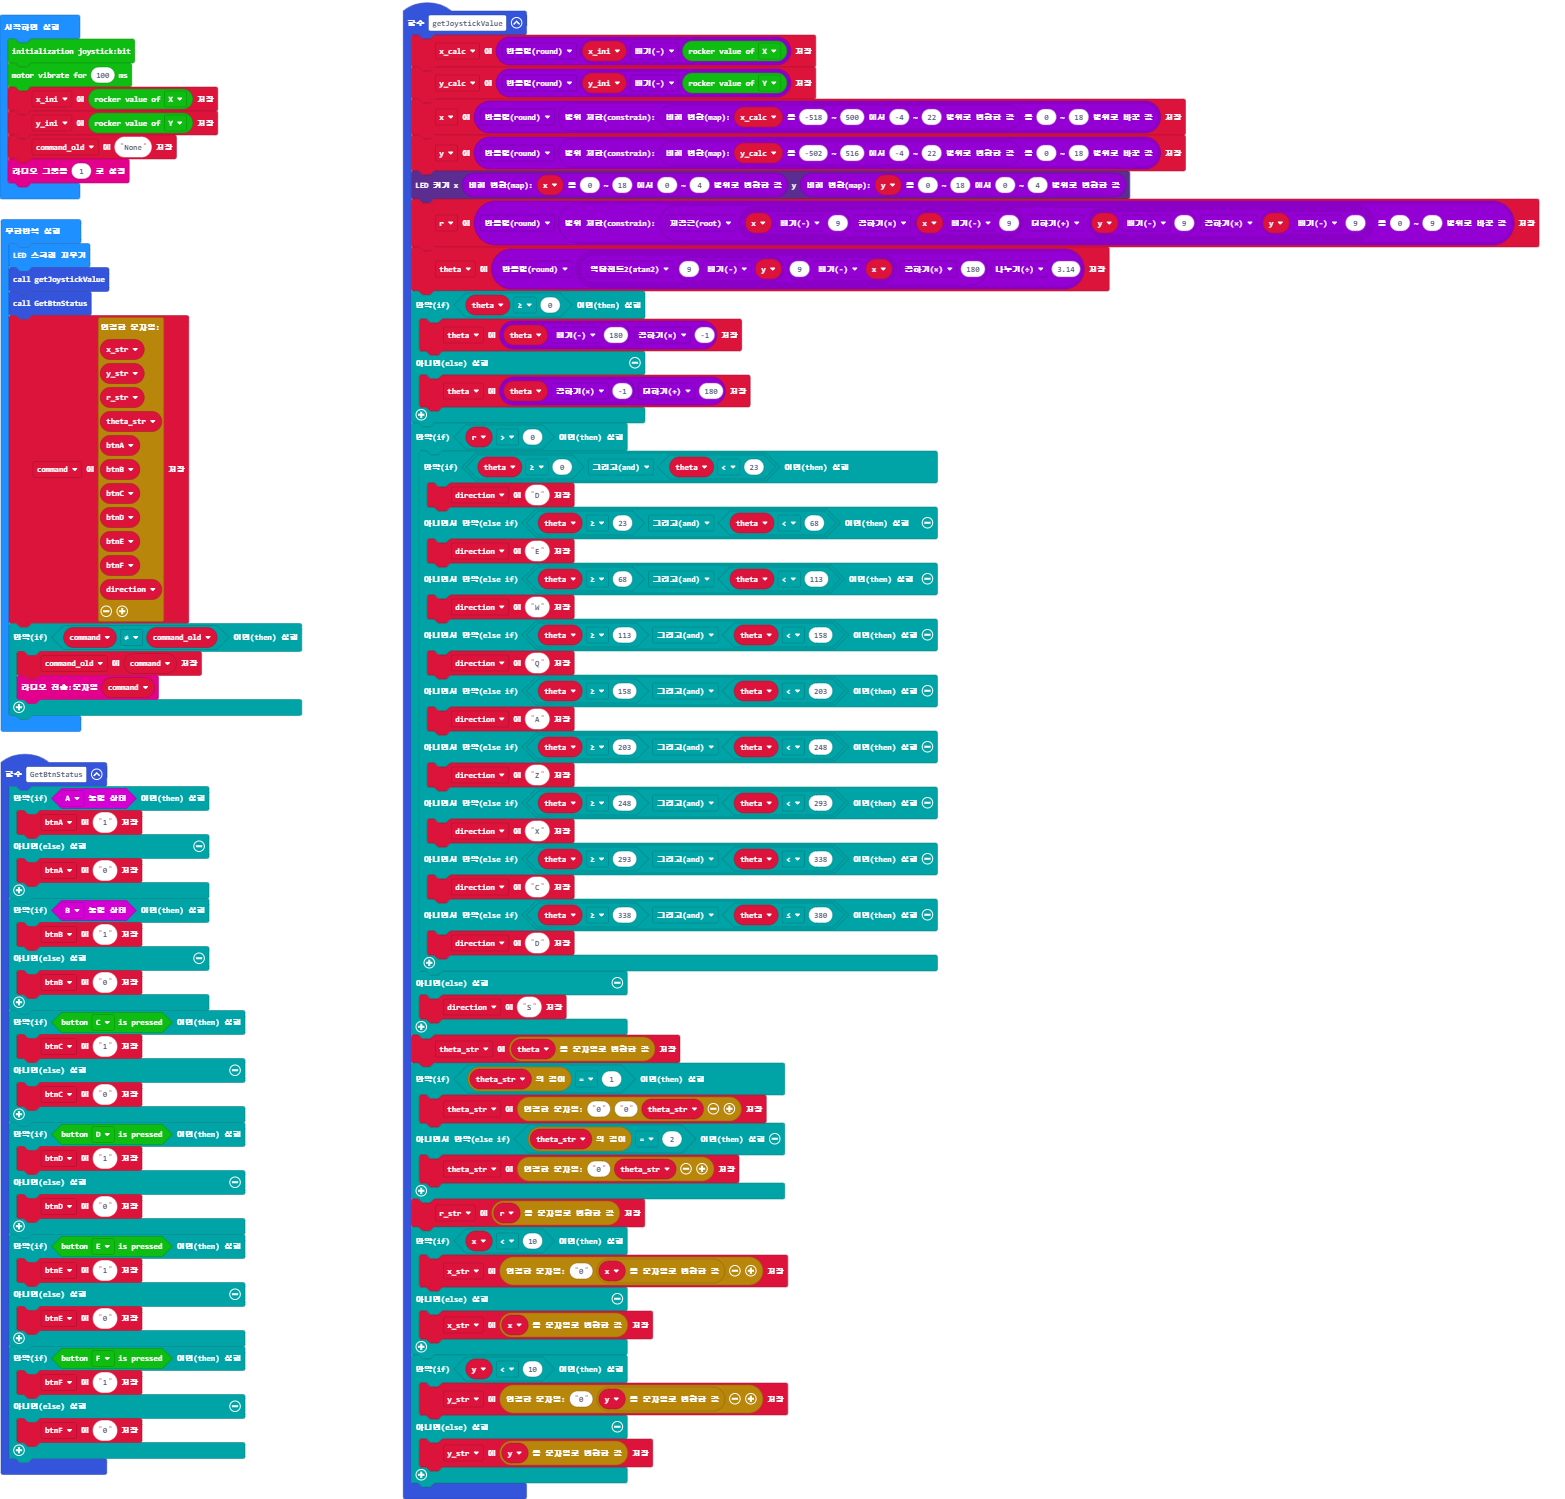 시작하면 실행
initialization joystick:bit
motor vibrate for 100 ms
x_ini 에 rocker value of X 저장
y_ini 에 rocker value of Y 저장
command_old 에 "None" 저장
라디오 그룹을 1 로 설정
무한반복 실행
LED 스크린 지우기
call getJoystickValue
call GetBtnStatus
연결한 문자열:
x_str
y_str
r_str
theta_str
btnA
command 에 btnB 저장
btnC
btnD
btnE
btnF
direction
만약(if) command ≠ command_old 이면(then) 실행
command_old 에 command 저장
라디오 전송:문자열 command
함수 GetBtnStatus
만약(if) A 눌림 상태 이면(then) 실행
btnA 에 "1" 저장
아니면(else) 실행
btnA 에 "0" 저장
만약(if) B 눌림 상태 이면(then) 실행
btnB 에 "1" 저장
아니면(else) 실행
btnB 에 "0" 저장
만약(if) button C is pressed 이면(then) 실행
btnC 에 "1" 저장
아니면(else) 실행
btnC 에 "0" 저장
만약(if) button D is pressed 이면(then) 실행
btnD 에 "1" 저장
아니면(else) 실행
btnD 에 "0" 저장
만약(if) button E is pressed 이면(then) 실행
btnE 에 "1" 저장
아니면(else) 실행
btnE 에 "0" 저장
만약(if) button F is pressed 이면(then) 실행
btnF 에 "1" 저장
아니면(else) 실행
btnF 에 "0" 저장
함수 getJoystickValue
x_calc 에 반올림(round) x_ini 빼기(-) rocker value of X 저장
y_calc 에 반올림(round) y_ini 빼기(-) rocker value of Y 저장
x 에 반올림(round) 범위 제한(constrain): 비례 변환(map): x_calc 을 -518 ~ 500 에서 -4 ~ 22 범위로 변환한 값 을 0 ~ 18 범위로 바꾼 값 저장
y 에 반올림(round) 범위 제한(constrain): 비례 변환(map): y_calc 을 -502 ~ 516 에서 -4 ~ 22 범위로 변환한 값 을 0 ~ 18 범위로 바꾼 값 저장
LED 켜기 x 비례 변환(map): x 을 0 ~ 18 에서 0 ~ 4 범위로 변환한 값 y 비례 변환(map): y 을 0 ~ 18 에서 0 ~ 4 범위로 변환한 값
r 에 반올림(round) 범위 제한(constrain): 제곱근(root) x 빼기(-) 9 곱하기(×) x 빼기(-) 9 더하기(+) y 빼기(-) 9 곱하기(×) y 빼기(-) 9 을 0 ~ 9 범위로 바꾼 값 저장
theta 에 반올림(round) 역탄젠트2(atan2) 9 빼기(-) y 9 빼기(-) x 곱하기(×) 180 나누기(÷) 3.14 저장
만약(if) theta ≥ 0 이면(then) 실행
theta 에 theta 빼기(-) 180 곱하기(×) -1 저장
아니면(else) 실행
theta 에 theta 곱하기(×) -1 더하기(+) 180 저장
만약(if) r > 0 이면(then) 실행
만약(if) theta ≥ 0 그리고(and) theta < 23 이면(then) 실행
direction 에 "D" 저장
아니면서 만약(else if) theta ≥ 23 그리고(and) theta < 68 이면(then) 실행
direction 에 "E" 저장
아니면서 만약(else if) theta ≥ 68 그리고(and) theta < 113 이면(then) 실행
direction 에 "W" 저장
아니면서 만약(else if) theta ≥ 113 그리고(and) theta < 158 이면(then) 실행
direction 에 "Q" 저장
아니면서 만약(else if) theta ≥ 158 그리고(and) theta < 203 이면(then) 실행
direction 에 "A" 저장
아니면서 만약(else if) theta ≥ 203 그리고(and) theta < 248 이면(then) 실행
direction 에 "Z" 저장
아니면서 만약(else if) theta ≥ 248 그리고(and) theta < 293 이면(then) 실행
direction 에 "X" 저장
아니면서 만약(else if) theta ≥ 293 그리고(and) theta < 338 이면(then) 실행
direction 에 "C" 저장
아니면서 만약(else if) theta ≥ 338 그리고(and) theta ≤ 380 이면(then) 실행
direction 에 "D" 저장
아니면(else) 실행
direction 에 "S" 저장
theta_str 에 theta 를 문자열로 변환한 값 저장
만약(if) theta_str 의 길이 = 1 이면(then) 실행
theta_str 에 연결한 문자열: "0" "0" theta_str 저장
아니면서 만약(else if) theta_str 의 길이 = 2 이면(then) 실행
theta_str 에 연결한 문자열: "0" theta_str 저장
r_str 에 r 를 문자열로 변환한 값 저장
만약(if) x < 10 이면(then) 실행
x_str 에 연결한 문자열: "0" x 를 문자열로 변환한 값 저장
아니면(else) 실행
x_str 에 x 를 문자열로 변환한 값 저장
만약(if) y < 10 이면(then) 실행
y_str 에 연결한 문자열: "0" y 를 문자열로 변환한 값 저장
아니면(else) 실행
y_str 에 y 를 문자열로 변환한 값 저장